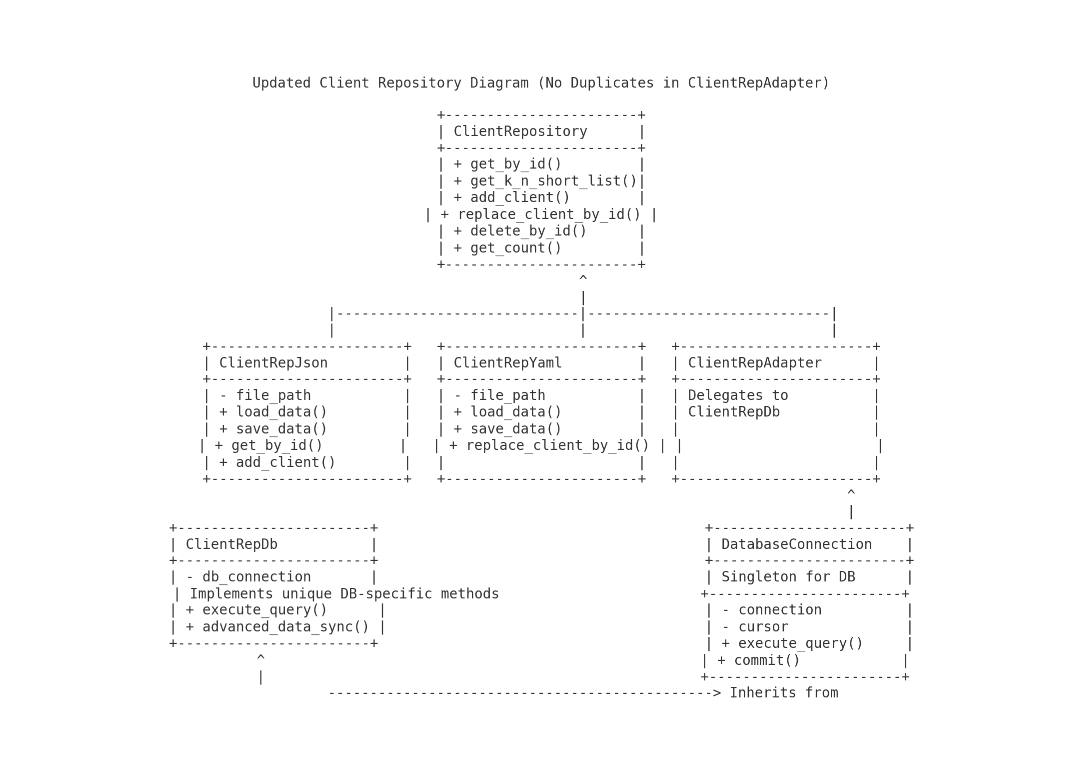 Updated Client Repository Diagram (No Duplicates in ClientRepAdapter)
+-----------------------+
| ClientRepository      |
+-----------------------+
| + get_by_id()         |
| + get_k_n_short_list()|
| + add_client()        |
| + replace_client_by_id() |
| + delete_by_id()      |
| + get_count()         |
+-----------------------+
^
|
|-----------------------------|-----------------------------|
|                             |                             |
+-----------------------+   +-----------------------+   +-----------------------+
| ClientRepJson         |   | ClientRepYaml         |   | ClientRepAdapter      |
+-----------------------+   +-----------------------+   +-----------------------+
| - file_path           |   | - file_path           |   | Delegates to          |
| + load_data()         |   | + load_data()         |   | ClientRepDb           |
| + save_data()         |   | + save_data()         |   |                       |
| + get_by_id()         |   | + replace_client_by_id() | |                       |
| + add_client()        |   |                       |   |                       |
+-----------------------+   +-----------------------+   +-----------------------+
^
|
+-----------------------+                                       +-----------------------+
| ClientRepDb           |                                       | DatabaseConnection    |
+-----------------------+                                       +-----------------------+
| - db_connection       |                                       | Singleton for DB      |
| Implements unique DB-specific methods                        +-----------------------+
| + execute_query()      |                                      | - connection          |
| + advanced_data_sync() |                                      | - cursor              |
+-----------------------+                                       | + execute_query()     |
^                                                    | + commit()            |
|                                                    +-----------------------+
----------------------------------------------> Inherits from